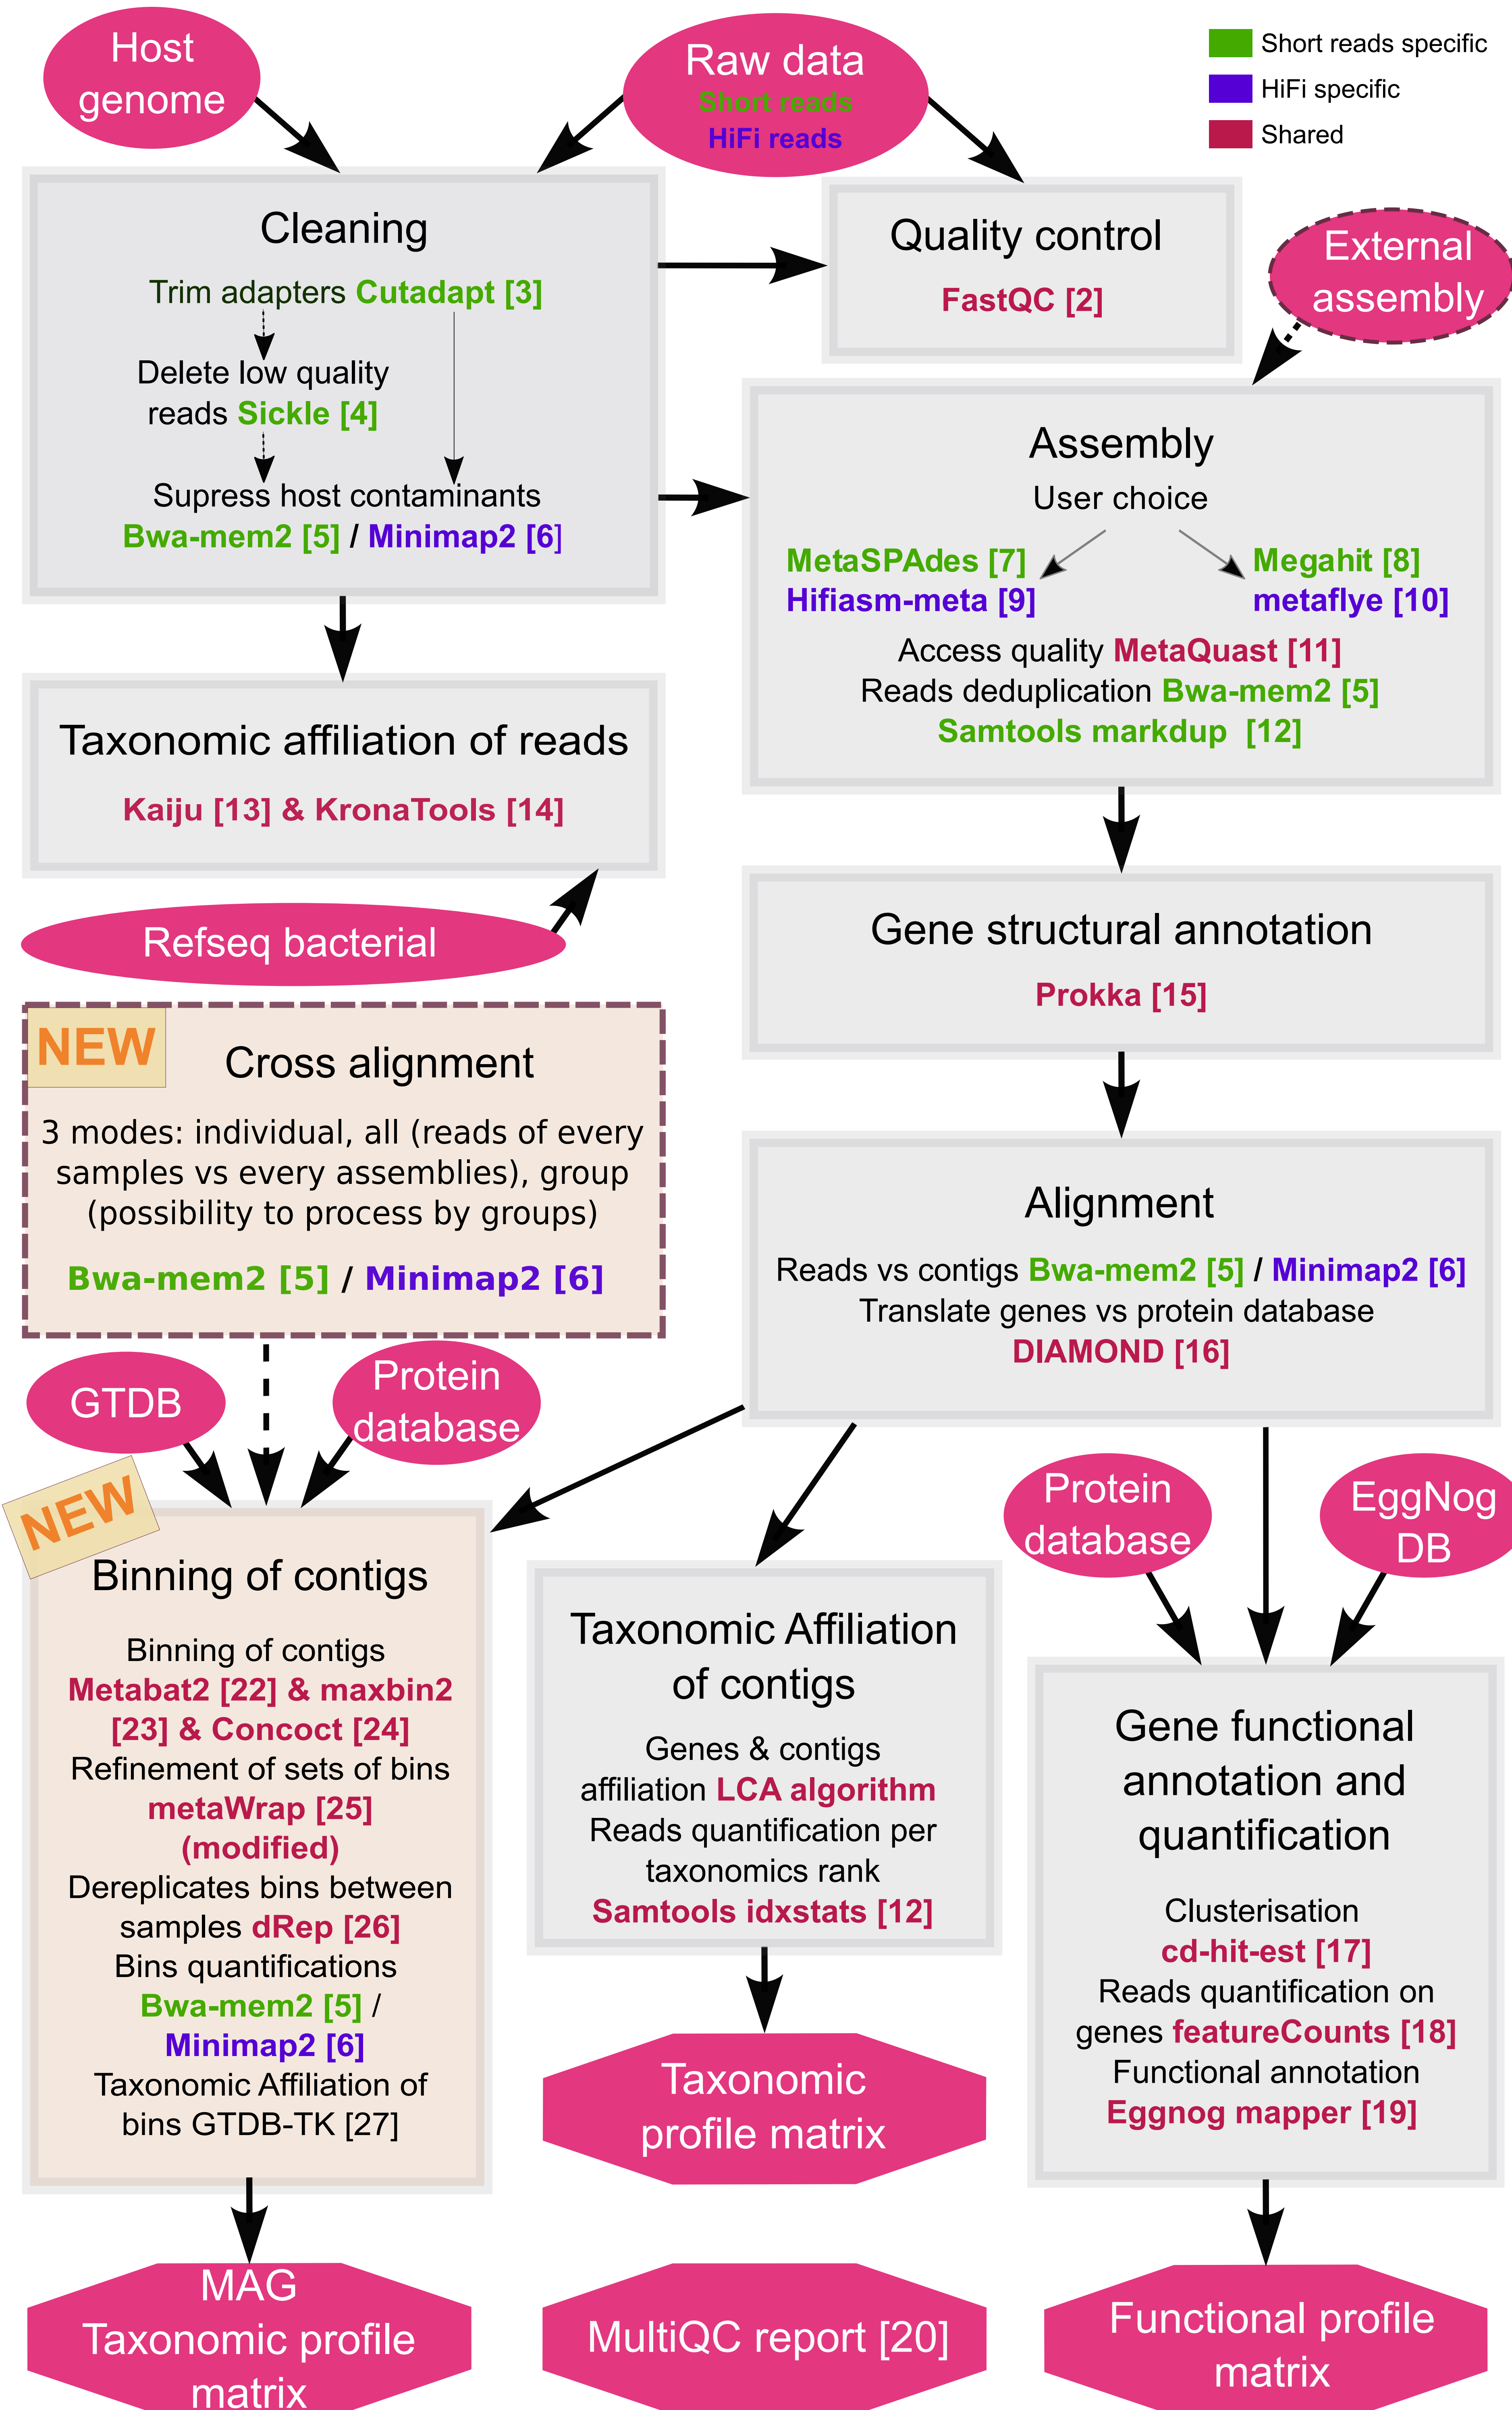 Host
genome
Raw data
Short reads
HiFi reads
Short reads specific
HiFi specific
Shared
Cleaning
Trim adapters Cutadapt [3]
Delete low quality
reads Sickle [4]
Supress host contaminants
Bwa-mem2 [5] / Minimap2 [6]
Quality control
FastQC [2]
External
assembly
Assembly
User choice
MetaSPAdes [7]
Hifiasm-meta [9]
Megahit [8]
metaflye [10]
Access quality MetaQuast [11]
Reads deduplication Bwa-mem2 [5]
Samtools markdup [12]
Taxonomic affiliation of reads
Kaiju [13] & KronaTools [14]
Refseq bacterial
Gene structural annotation
Prokka [15]
NEW
Cross alignment
3 modes: individual, all (reads of every
samples vs every assemblies), group
(possibility to process by groups)
Bwa-mem2 [5] / Minimap2 [6]
Alignment
Reads vs contigs Bwa-mem2 [5] / Minimap2 [6]
Translate genes vs protein database
DIAMOND [16]
GTDB
Protein
database
Protein
database
EggNog
DB
NEW
Binning of contigs
Binning of contigs
Metabat2 [22] & maxbin2
[23] & Concoct [24]
Refinement of sets of bins
metaWrap [25]
(modified)
Dereplicates bins between
samples dRep [26]
Bins quantifications
Bwa-mem2 [5] /
Minimap2 [6]
Taxonomic Affiliation of
bins GTDB-TK [27]
Taxonomic Affiliation
of contigs
Genes & contigs
affiliation LCA algorithm
Reads quantification per
taxonomics rank
Samtools idxstats [12]
Gene functional
annotation and
quantification
Clusterisation
cd-hit-est [17]
Reads quantification on
genes featureCounts [18]
Functional annotation
Eggnog mapper [19]
Taxonomic
profile matrix
MAG
Taxonomic profile
matrix
MultiQC report [20]
Functional profile
matrix